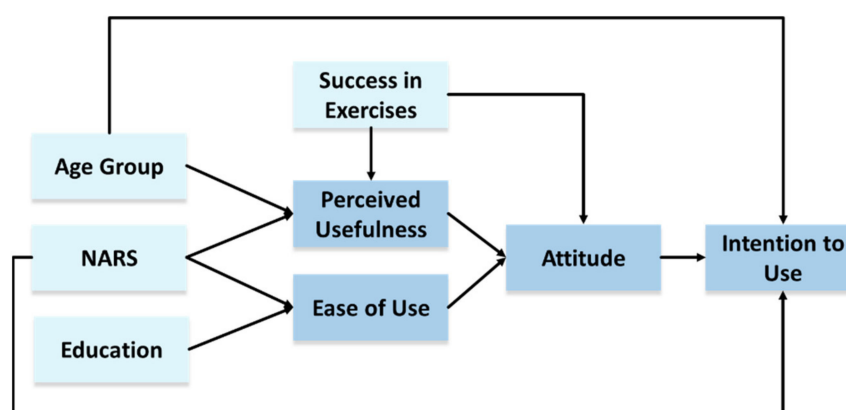 Success in
Exercises
Age Group
Perceived
Usefulness
NARS
Attitude
Intention to
Use
Ease of Use
Education